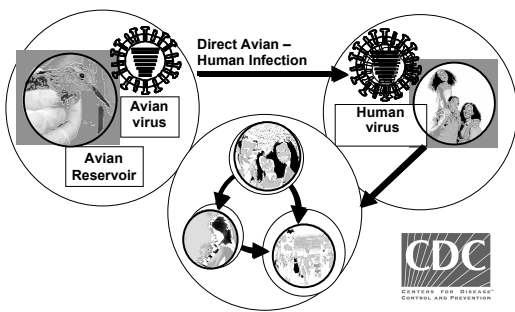 Direct Avian –
Human Infection
Avian
virus
Avian
Reservoir
Human
virus
CDC
CENTERS FOR DISEASE
CONTROL AND PREVENTION